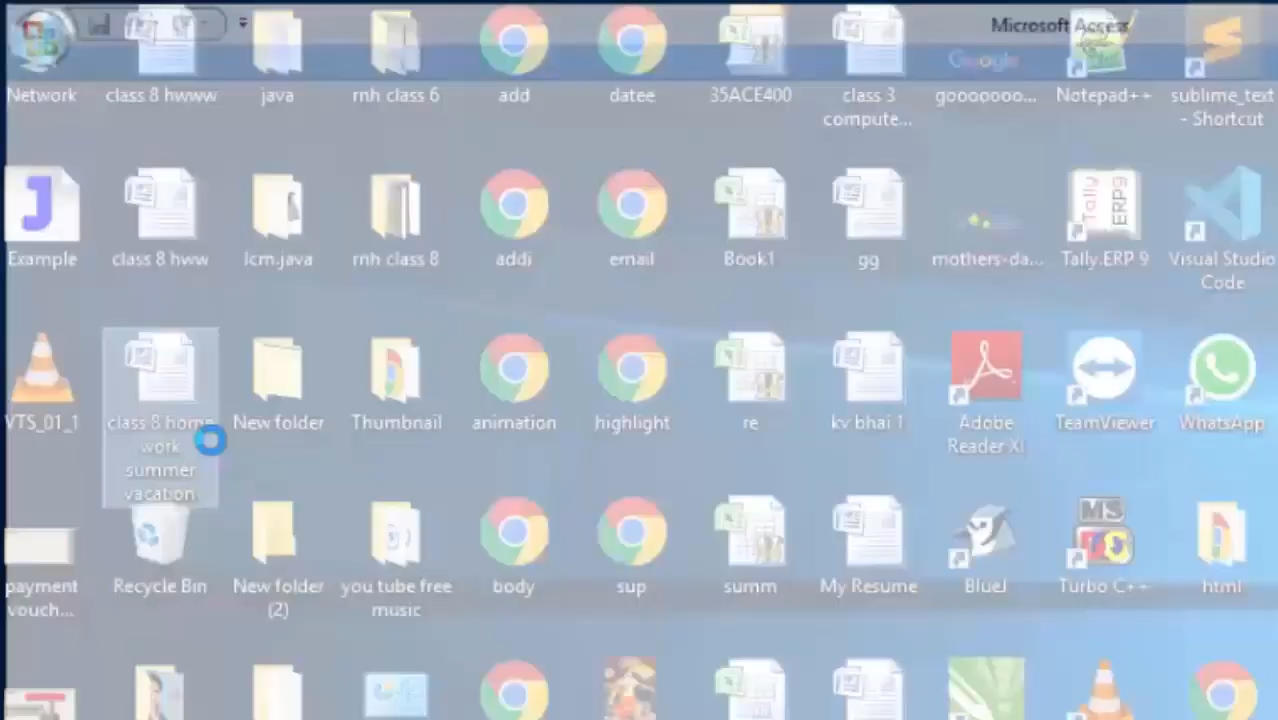 Microsoft Access
Google
Network
class 8 hwww
java
rnh class 6
add
datee
35ACE400
class 3
compute...
gooooooo...
Notepad++
sublime_text
- Shortcut
Tally
ERP9
Example
class 8 hww
lcm.java
rnh class 8
addi
email
Book1
gg
mothers-da...
Tally.ERP 9
Visual Studio
Code
VTS_01_1
class 8 home
work
summer
vacation
New folder
Thumbnail
animation
highlight
re
kv bhai 1
Adobe
Reader XI
TeamViewer
WhatsApp
MS
payment
vouch...
Recycle Bin
New folder
(2)
you tube free
music
body
sup
summ
My Resume
BlueJ
Turbo C++
html